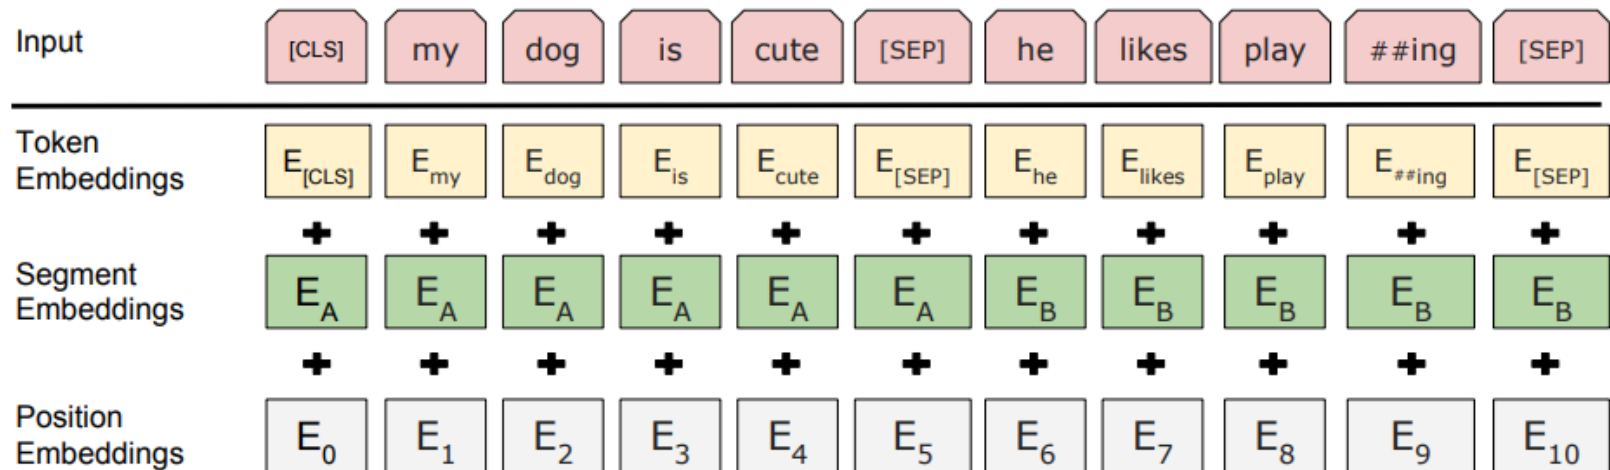 Input [CLS] my dog is cute [SEP] he likes play ##ing [SEP]
Token
Embeddings E[CLS] Emy Edog Eis Ecute E[SEP] Ehe Elikes Eplay E##ing E[SEP]
+ + + + + + + + + + +
Segment
Embeddings EA EA EA EA EA EA EB EB EB EB EB
+ + + + + + + + + + +
Position
Embeddings E0 E1 E2 E3 E4 E5 E6 E7 E8 E9 E10